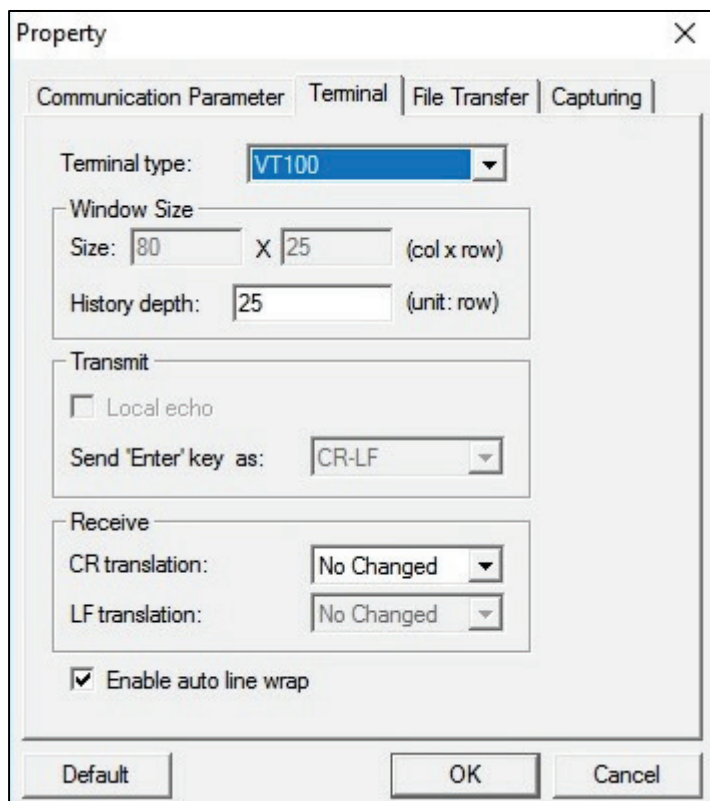 Property
Communication Parameter Terminal File Transfer Capturing
Terminal type: VT100
Window Size
Size: 80 X 25 (col x row)
History depth: 25 (unit: row)
Transmit
Local echo
Send 'Enter' key as: CR-LF
Receive
CR translation: No Changed
LF translation: No Changed
Enable auto line wrap
Default OK Cancel